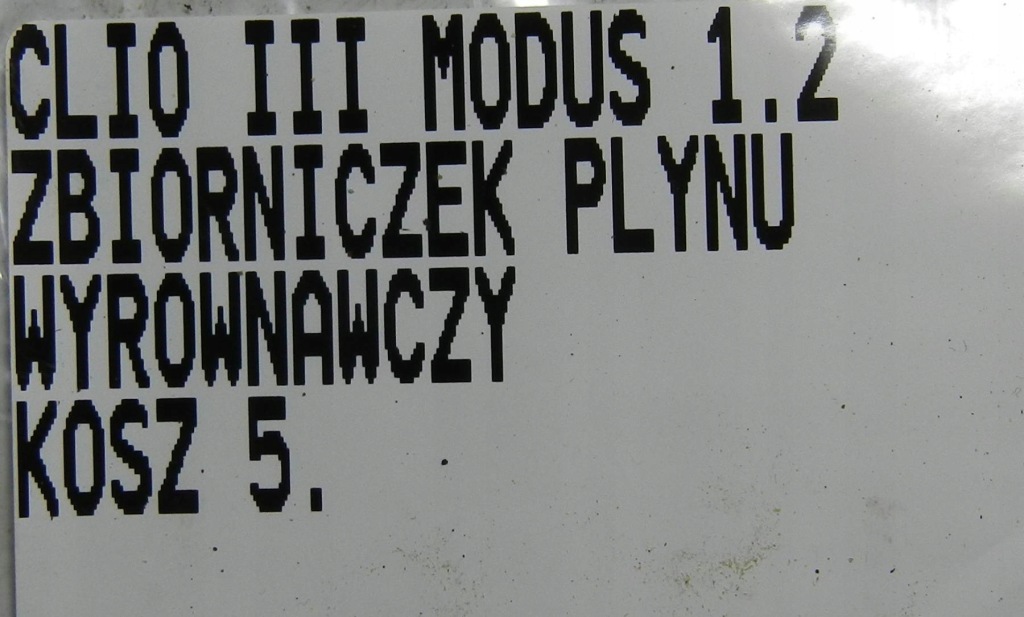 CLIO III MODUS 1.2
ZBIORNICZEK PLYNU
WYROWNAWCZY
KOSZ 5.